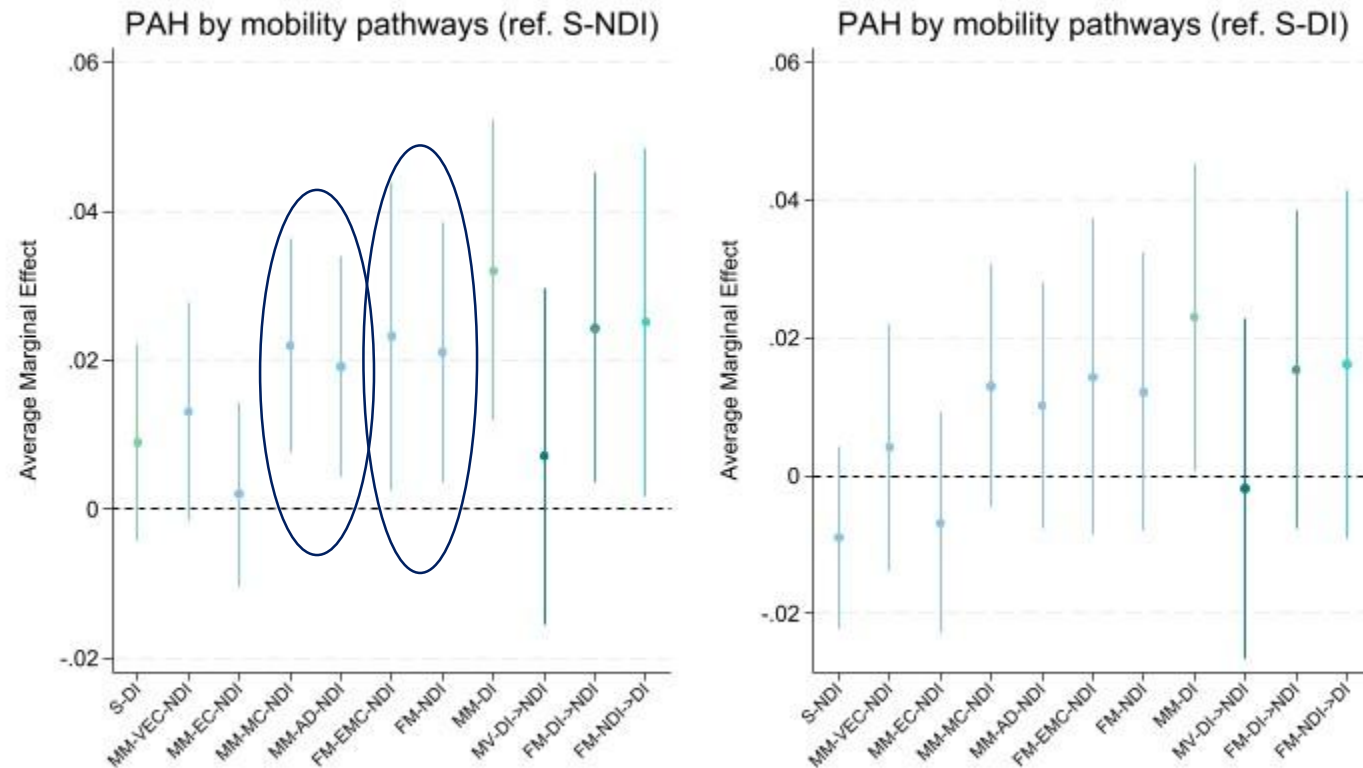 PAH by mobility pathways (ref. S-NDI)
Average Marginal Effect
.06
.04
.02
0
-.02
S-DI
MM-VEC-NDI
MM-EC-NDI
MM-MC-NDI
MM-AD-NDI
FM-EMC-NDI
FM-NDI
MM-DI
MV-DI->NDI
FM-DI->NDI
FM-NDI->DI
PAH by mobility pathways (ref. S-DI)
Average Marginal Effect
.06
.04
.02
0
-.02
S-NDI
MM-VEC-NDI
MM-EC-NDI
MM-MC-NDI
MM-AD-NDI
FM-EMC-NDI
FM-NDI
MM-DI
MV-DI->NDI
FM-DI->NDI
FM-NDI->DI